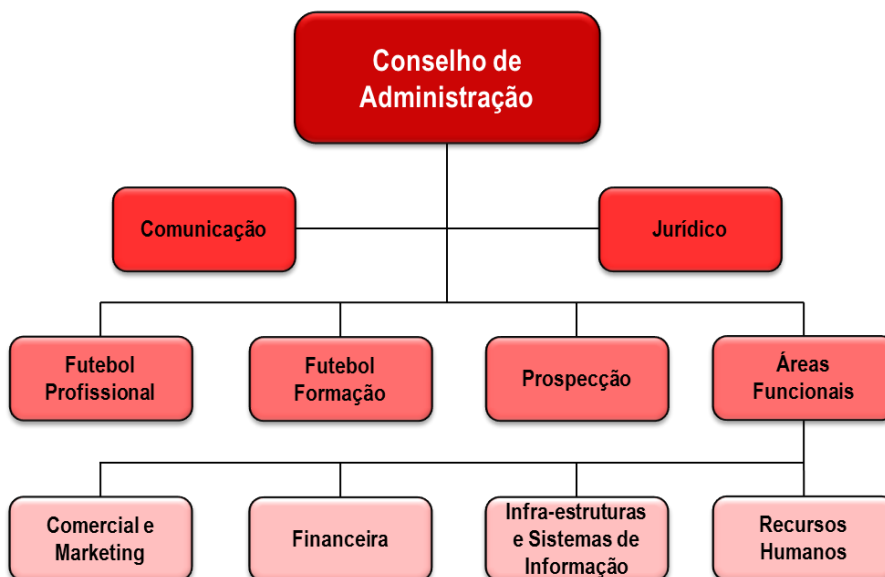 Conselho de
Administração
Comunicação
Jurídico
Futebol
Profissional
Futebol
Formação
Prospecção
Áreas
Funcionais
Comercial e
Marketing
Financeira
Infra-estruturas
e Sistemas de
Informação
Recursos
Humanos